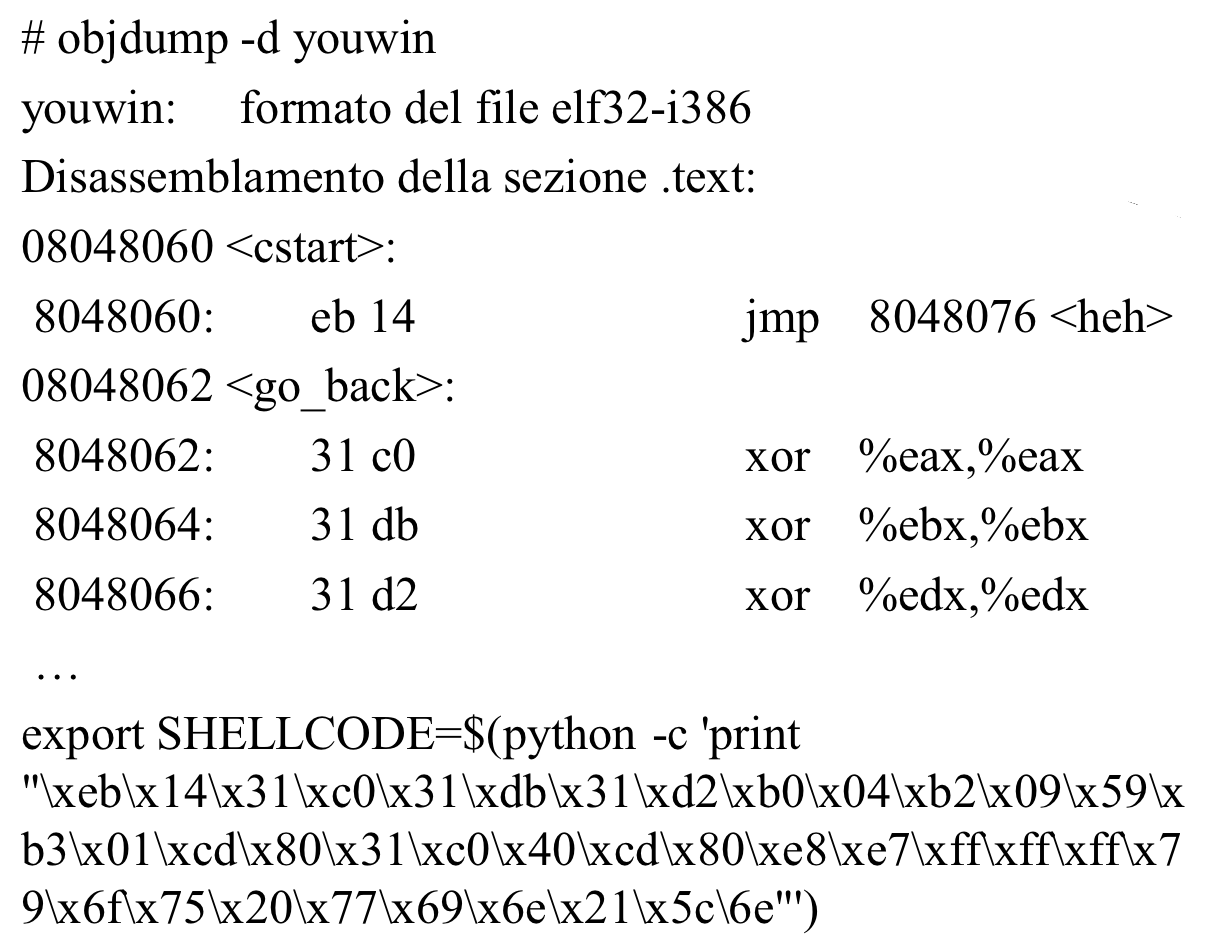 # objdump -d youwin
youwin: formato del file elf32-i386
Disassemblamento della sezione .text:
08048060 <cstart>:
8048060: eb 14 jmp 8048076 <heh>
08048062 <go_back>:
8048062: 31 c0 xor %eax,%eax
8048064: 31 db xor %ebx,%ebx
8048066: 31 d2 xor %edx,%edx
…
export SHELLCODE=$(python -c 'print
"\xeb\x14\x31\xc0\x31\xdb\x31\xd2\xb0\x04\xb2\x09\x59\x
b3\x01\xcd\x80\x31\xc0\x40\xcd\x80\xe8\xe7\xff\xff\xff\x7
9\x6f\x75\x20\x77\x69\x6e\x21\x5c\6e"')